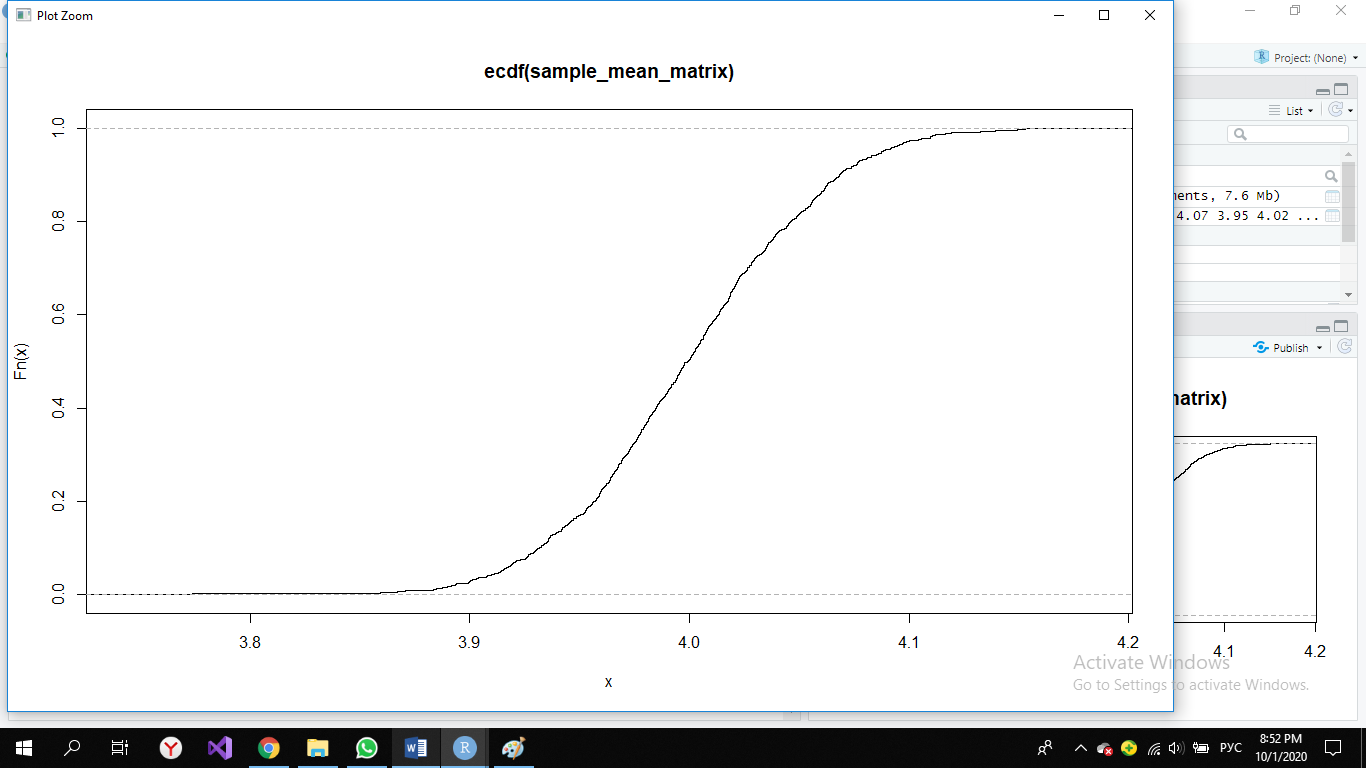 Plot Zoom
Project: (None)
List
ecdf(sample_mean_matrix)
1.0
0.8
0.6
0.4
0.2
0.0
Fn(x)
3.8
3.9
4.0
4.1
4.2
x
ents, 7.6 Mb)
4.07 3.95 4.02 ...
Publish
atrix)
4.1
4.2
Activate Windows
Go to Settings to activate Windows.
РУС
8:52 PM
10/1/2020